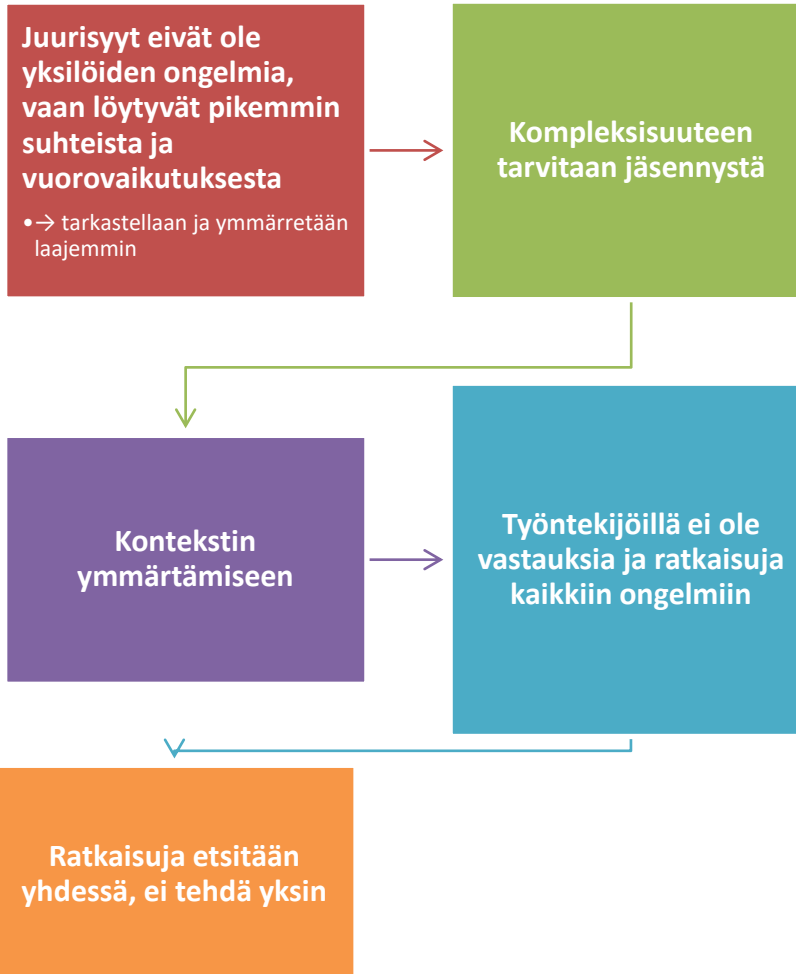 Juurisyyt eivät ole
yksilöiden ongelmia,
vaan löytyvät pikemmin
suhteista ja
vuorovaikutuksesta
•→ tarkastellaan ja ymmärretään
laajemmin
Kompleksisuuteen
tarvitaan jäsennystä
Kontekstin
ymmärtämiseen
Työntekijöillä ei ole
vastauksia ja ratkaisuja
kaikkiin ongelmiin
Ratkaisuja etsitään
yhdessä, ei tehdä yksin